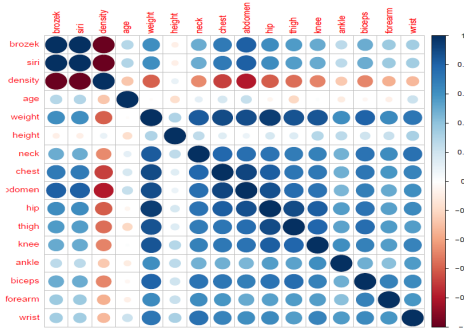 brozek siri density age weight height neck chest abdomen hip thigh knee ankle biceps forearm wrist
brozek
siri
density
age
weight
height
neck
chest
bdomen
hip
thigh
knee
ankle
biceps
forearm
wrist